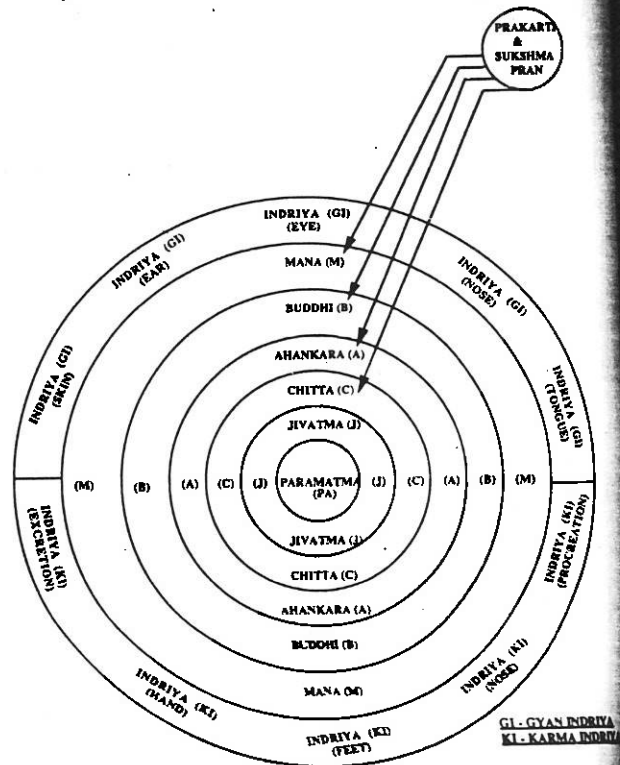 PRAKARTI
&
SUKSHMA
PRAN
INDRIYA (GI)
(EYE)
INDRIYA (GI)
(EAR)
INDRIYA (GI)
(NOSE)
INDRIYA (GI)
(SKIN)
INDRIYA (GI)
(TONGUE)
MANA (M)
BUDDHI (B)
AHANKARA (A)
CHITTA (C)
JIVATMA (J)
(M) (B) (A) (C) (J) PARAMATMA (J) (C) (A) (B) (M)
(PA)
JIVATMA (J)
CHITTA (C)
AHANKARA (A)
BUDDHI (B)
MANA (M)
INDRIYA (KI)
(EXCRETION)
INDRIYA (KI)
(PROCREATION)
INDRIYA (KI)
(HAND)
INDRIYA (KI)
(NOSE)
INDRIYA (KI)
(FEET)
GI - GYAN INDRIYA
KI - KARMA INDRIYA